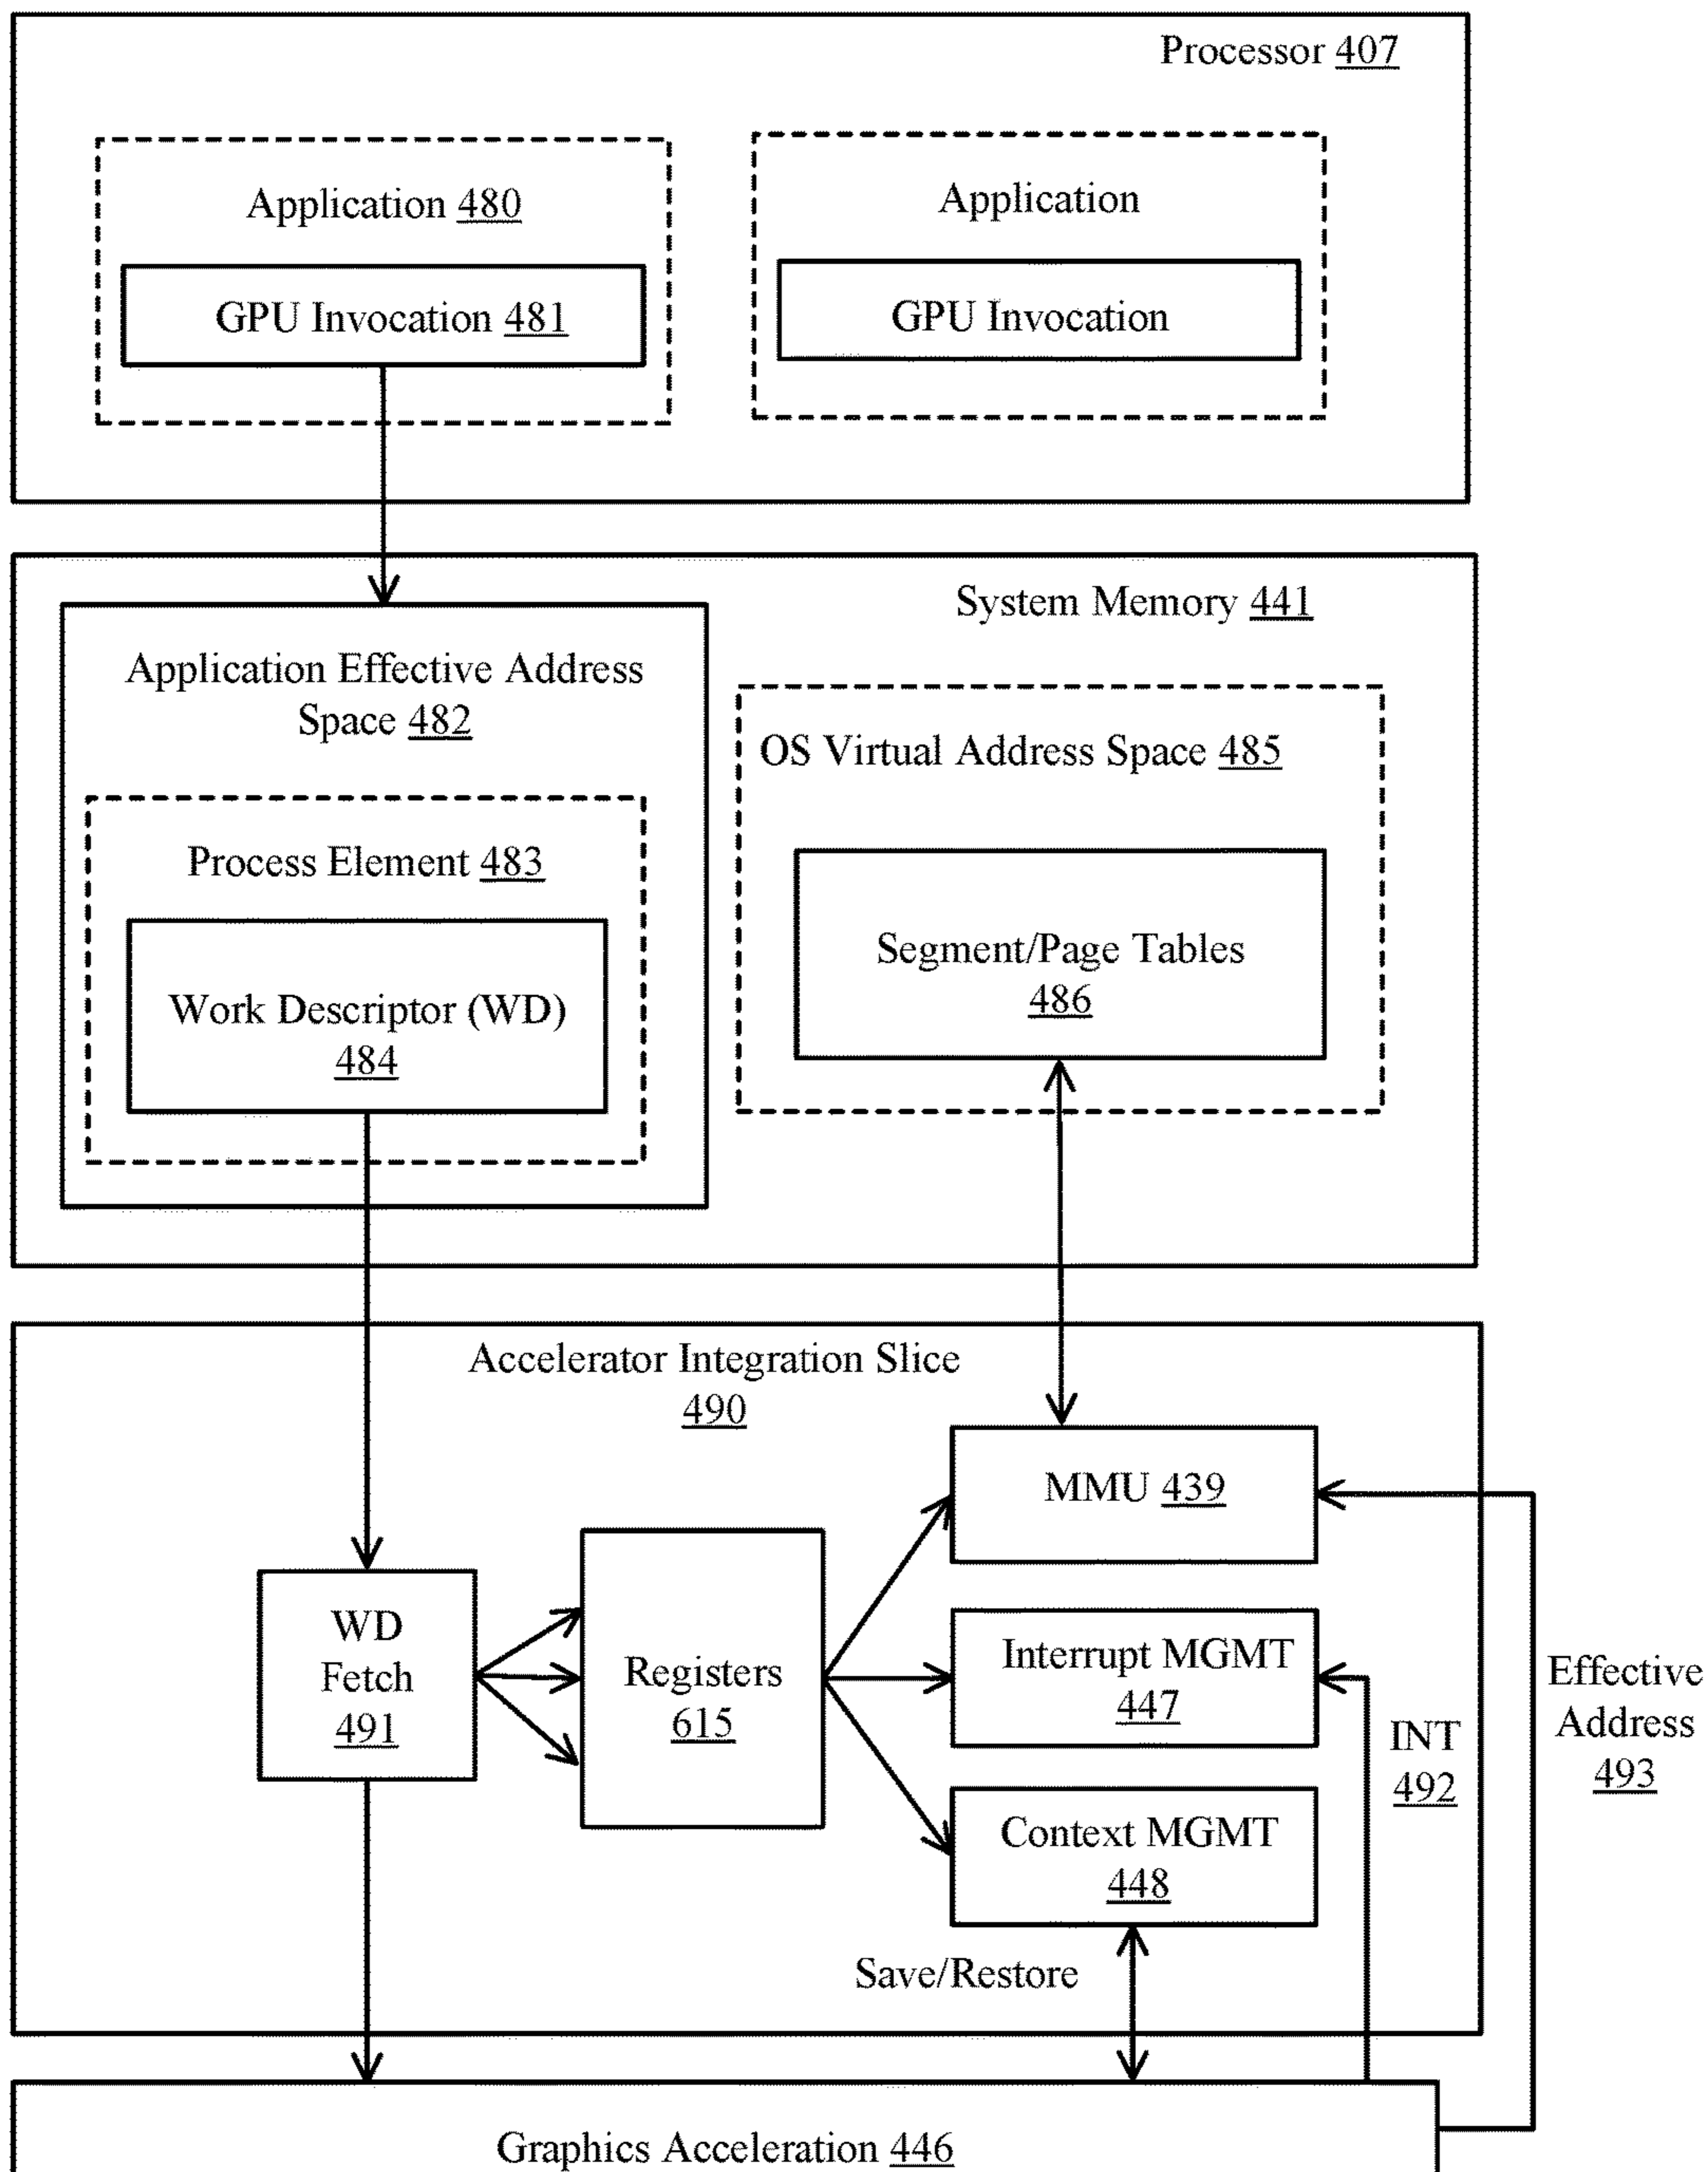 Processor 407
Application 480
Application
GPU Invocation 481
GPU Invocation
System Memory 441
Application Effective Address
Space 482
OS Virtual Address Space 485
Process Element 483
Segment/Page Tables
486
Work Descriptor (WD)
484
Accelerator Integration Slice
490
MMU 439
WD
Fetch
491
Registers
615
Interrupt MGMT
447
Effective
Address
493
INT
492
Context MGMT
448
Save/Restore
Graphics Acceleration 446